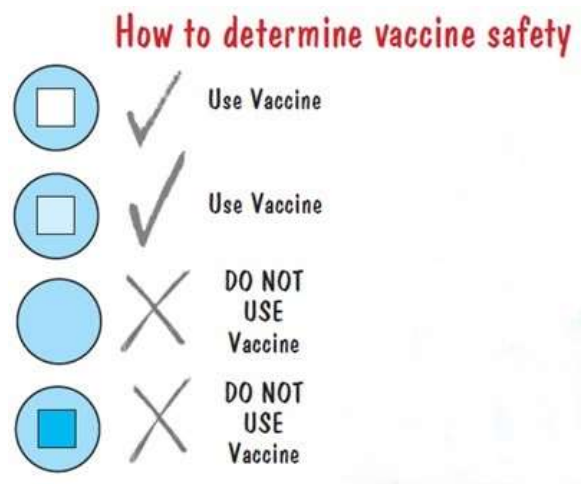 How to determine vaccine safety
Use Vaccine
Use Vaccine
DO NOT
USE
Vaccine
DO NOT
USE
Vaccine